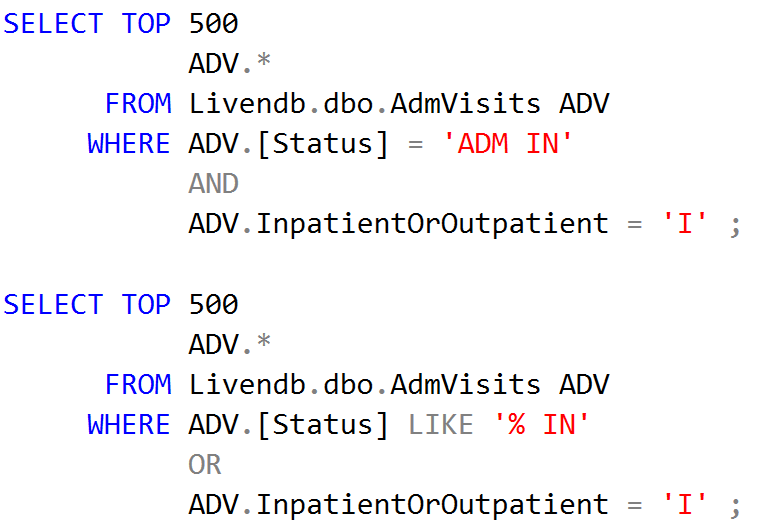 SELECT TOP 500
ADV.*
FROM Livendb.dbo.AdmVisits ADV
WHERE ADV.[Status] = 'ADM IN'
AND
ADV.InpatientOrOutpatient = 'I' ;
SELECT TOP 500
ADV.*
FROM Livendb.dbo.AdmVisits ADV
WHERE ADV.[Status] LIKE '% IN'
OR
ADV.InpatientOrOutpatient = 'I' ;